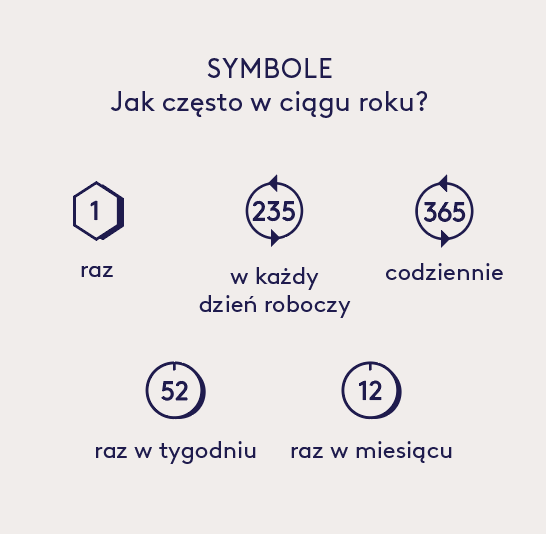 SYMBOLE
Jak często w ciągu roku?
1
raz
235
w każdy
dzień roboczy
365
codziennie
52
raz w tygodniu
12
raz w miesiącu